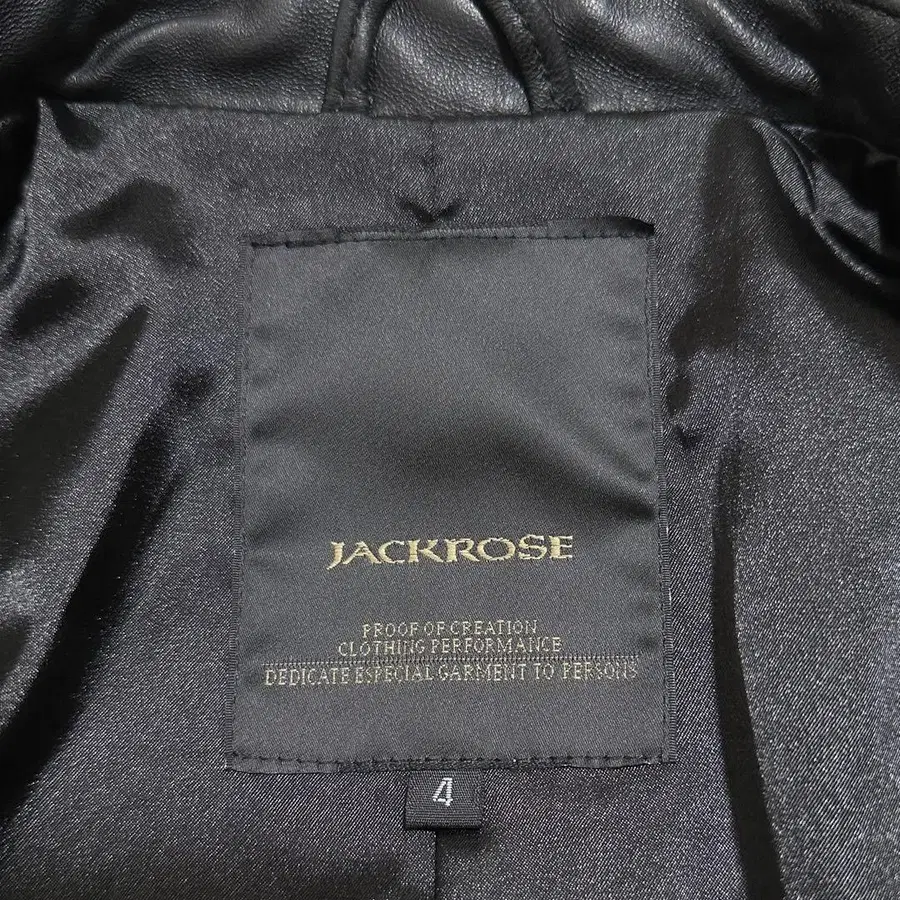 JACKROSE
PROOF OF CREATION
CLOTHING PERFORMANCE
DEDICATE ESPECIAL GARMENT TO PERSONS
4